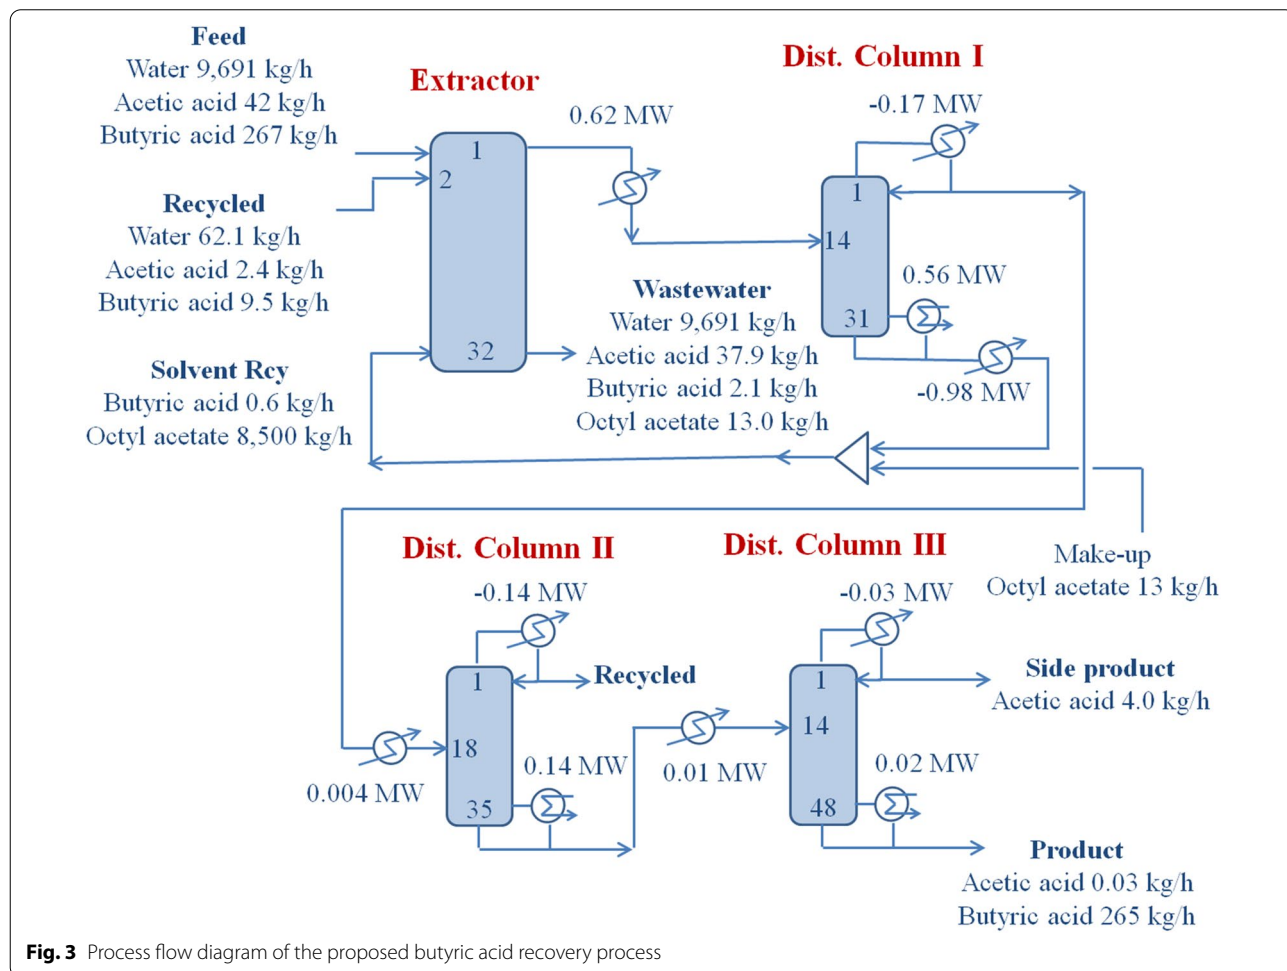 Feed
Water 9,691 kg/h
Acetic acid 42 kg/h
Butyric acid 267 kg/h
Recycled
Water 62.1 kg/h
Acetic acid 2.4 kg/h
Butyric acid 9.5 kg/h
Solvent Rcy
Butyric acid 0.6 kg/h
Octyl acetate 8,500 kg/h
Extractor
1
2
32
0.62 MW
Wastewater
Water 9,691 kg/h
Acetic acid 37.9 kg/h
Butyric acid 2.1 kg/h
Octyl acetate 13.0 kg/h
Dist. Column I
-0.17 MW
1
14
31
0.56 MW
-0.98 MW
Make-up
Octyl acetate 13 kg/h
Dist. Column II
-0.14 MW
1
18
35
Recycled
0.004 MW
0.14 MW
Dist. Column III
-0.03 MW
1
14
48
0.01 MW
0.02 MW
Side product
Acetic acid 4.0 kg/h
Product
Acetic acid 0.03 kg/h
Butyric acid 265 kg/h
Fig. 3 Process flow diagram of the proposed butyric acid recovery process